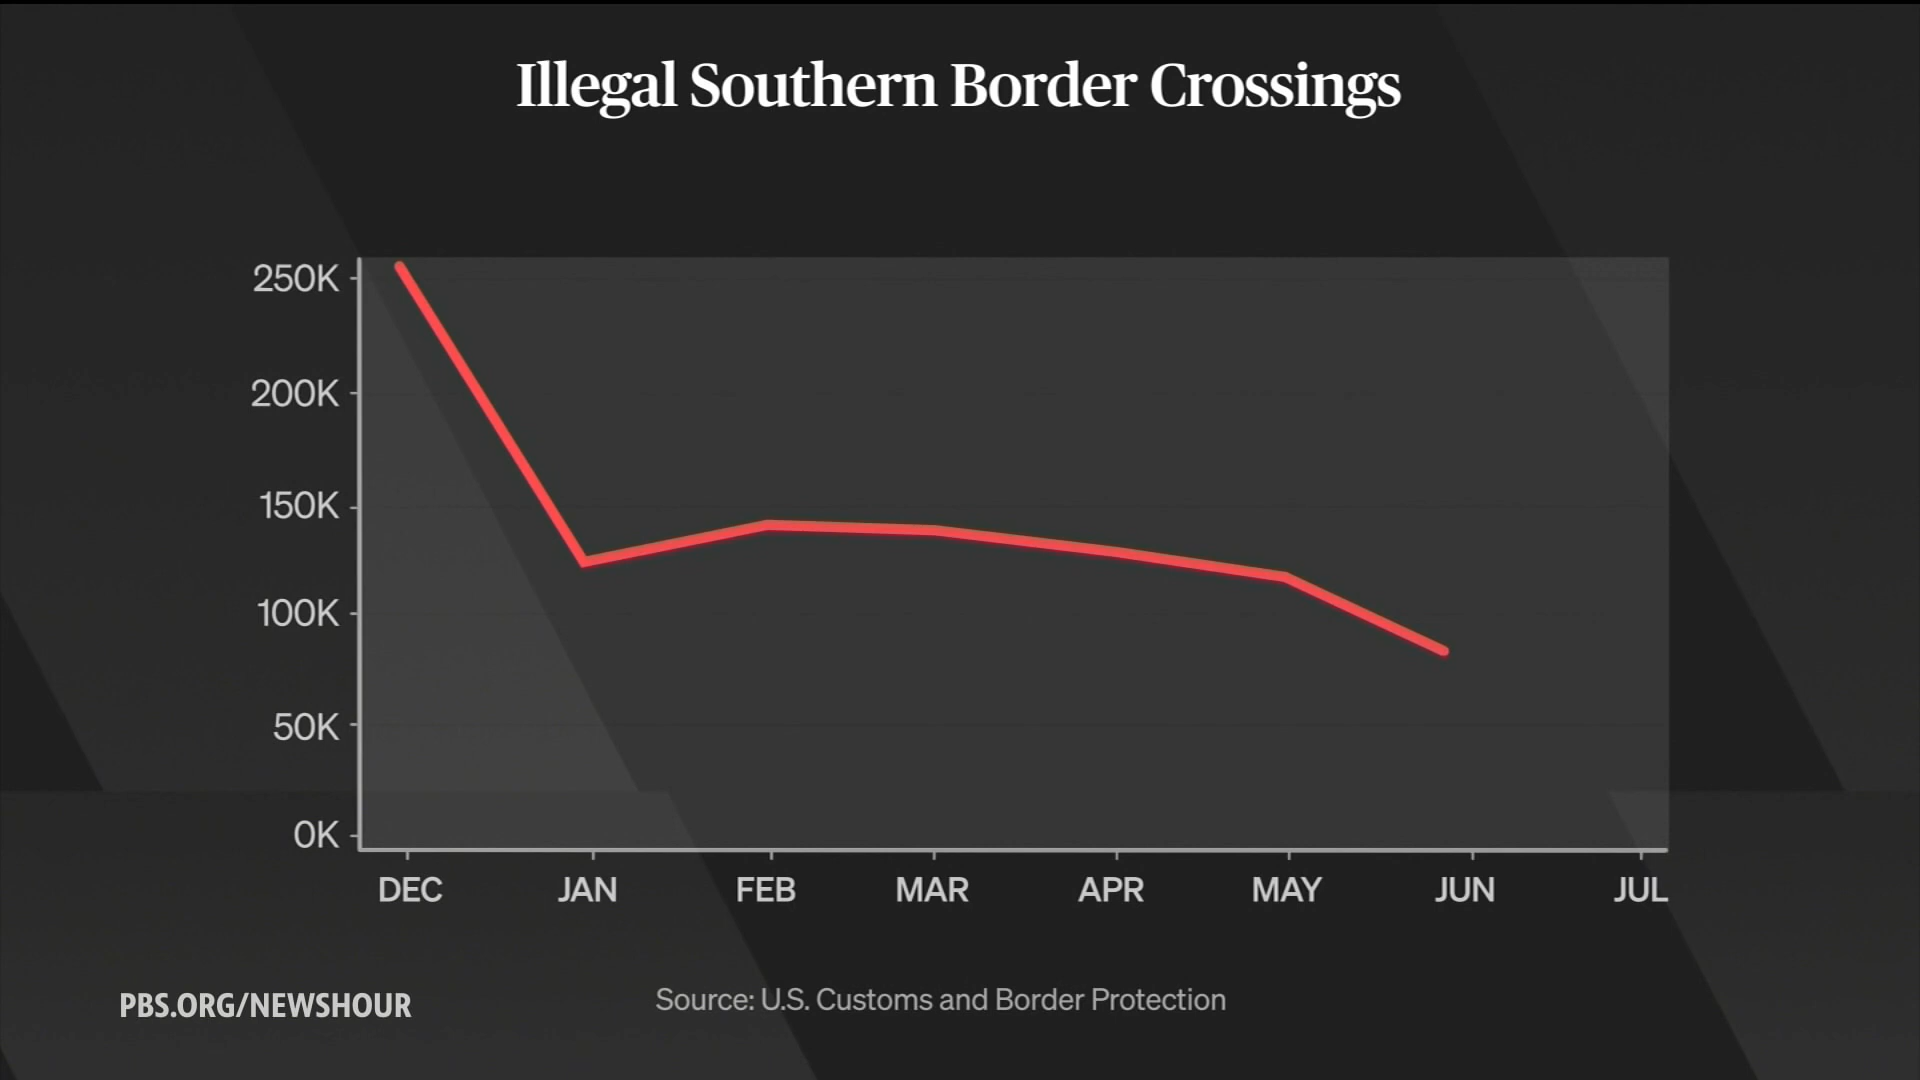 Illegal Southern Border Crossings
250K
200K
150K
100K
50K
0K
DEC JAN FEB MAR APR MAY JUN JUL
PBS.ORG/NEWSHOUR
Source: U.S. Customs and Border Protection